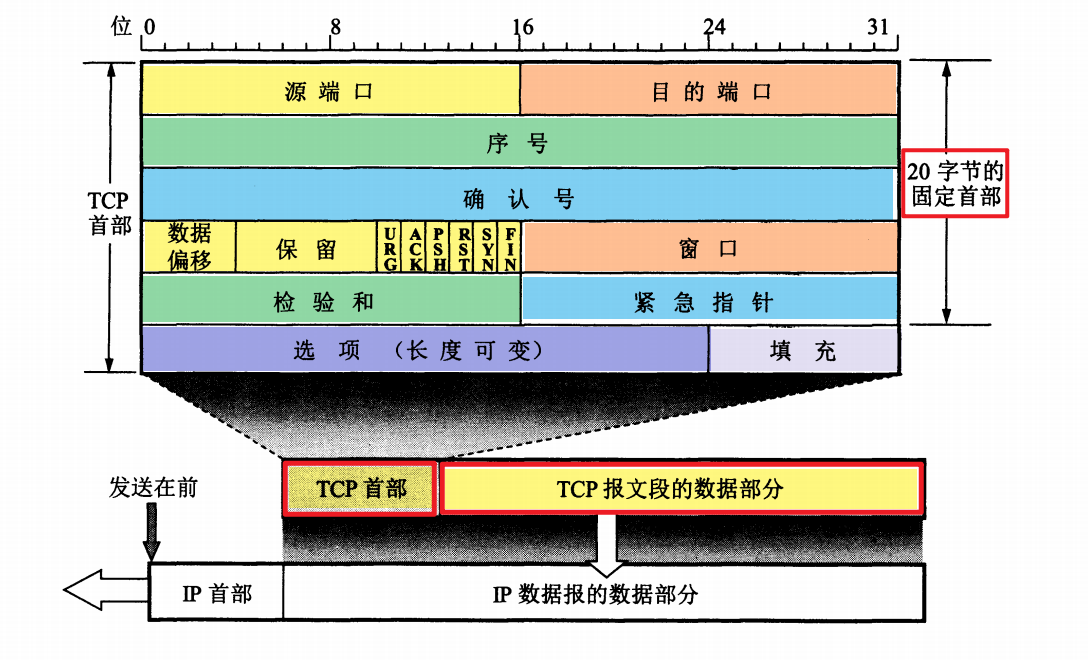 位 0 8 16 24 31
源端口 目的端口
序号
确认号
TCP
首部
20 字节的
固定首部
数据
偏移
保留
URG
ACK
PSH
RST
SYN
FIN
窗口
检验和 紧急指针
选项 （长度可变） 填充
发送在前
TCP 首部 TCP 报文段的数据部分
IP 首部 IP 数据报的数据部分